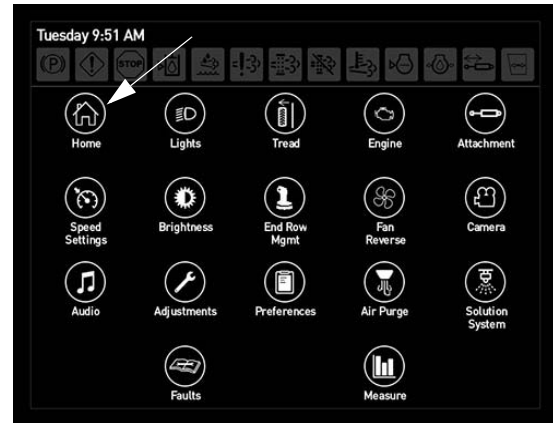 Tuesday 9:51 AM
(P)
STOP
Home Lights Tread Engine Attachment
Speed Brightness End Row Fan Camera
Settings Mgmt Reverse
Audio Adjustments Preferences Air Purge Solution
System
Faults Measure